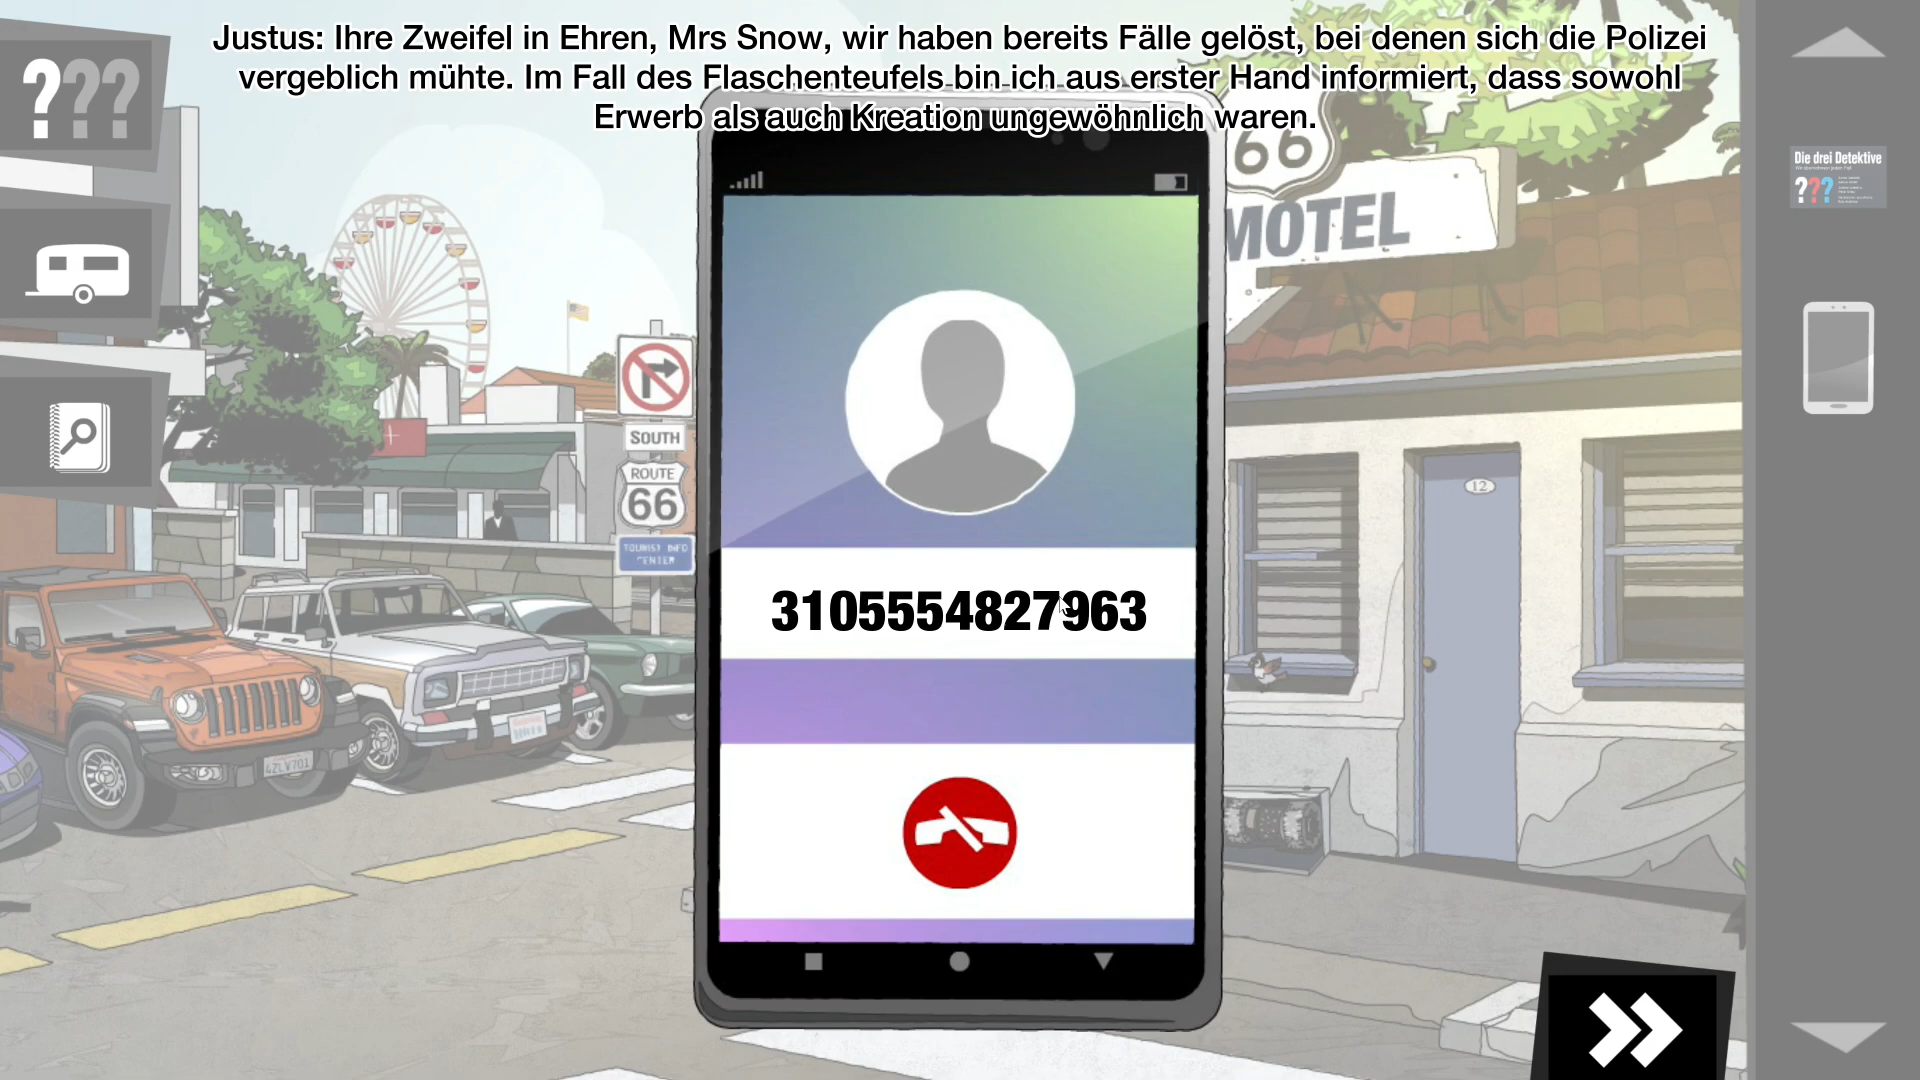 Justus: Ihre Zweifel in Ehren, Mrs Snow, wir haben bereits Fälle gelöst, bei denen sich die Polizei
vergeblich mühte. Im Fall des Flaschenteufels bin ich aus erster Hand informiert, dass sowohl
Erwerb als auch Kreation ungewöhnlich waren.
???
66
MOTEL
Die drei Detektive
???
SOUTH
ROUTE
66
TOURIST INFO
CENTER
12
3105554827963